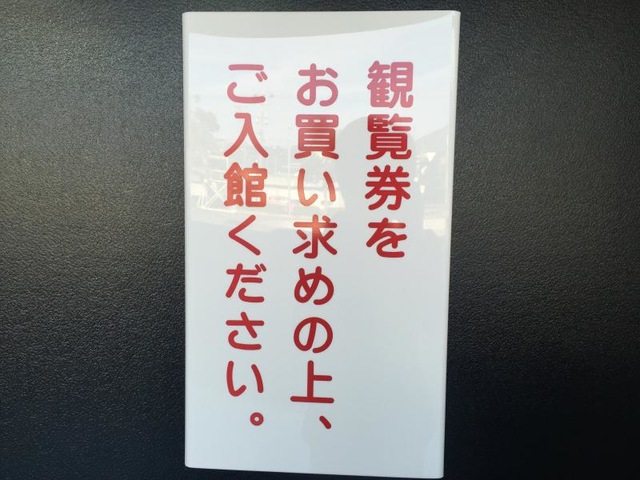 観覧券を
お買い求めの上、
ご入館ください。